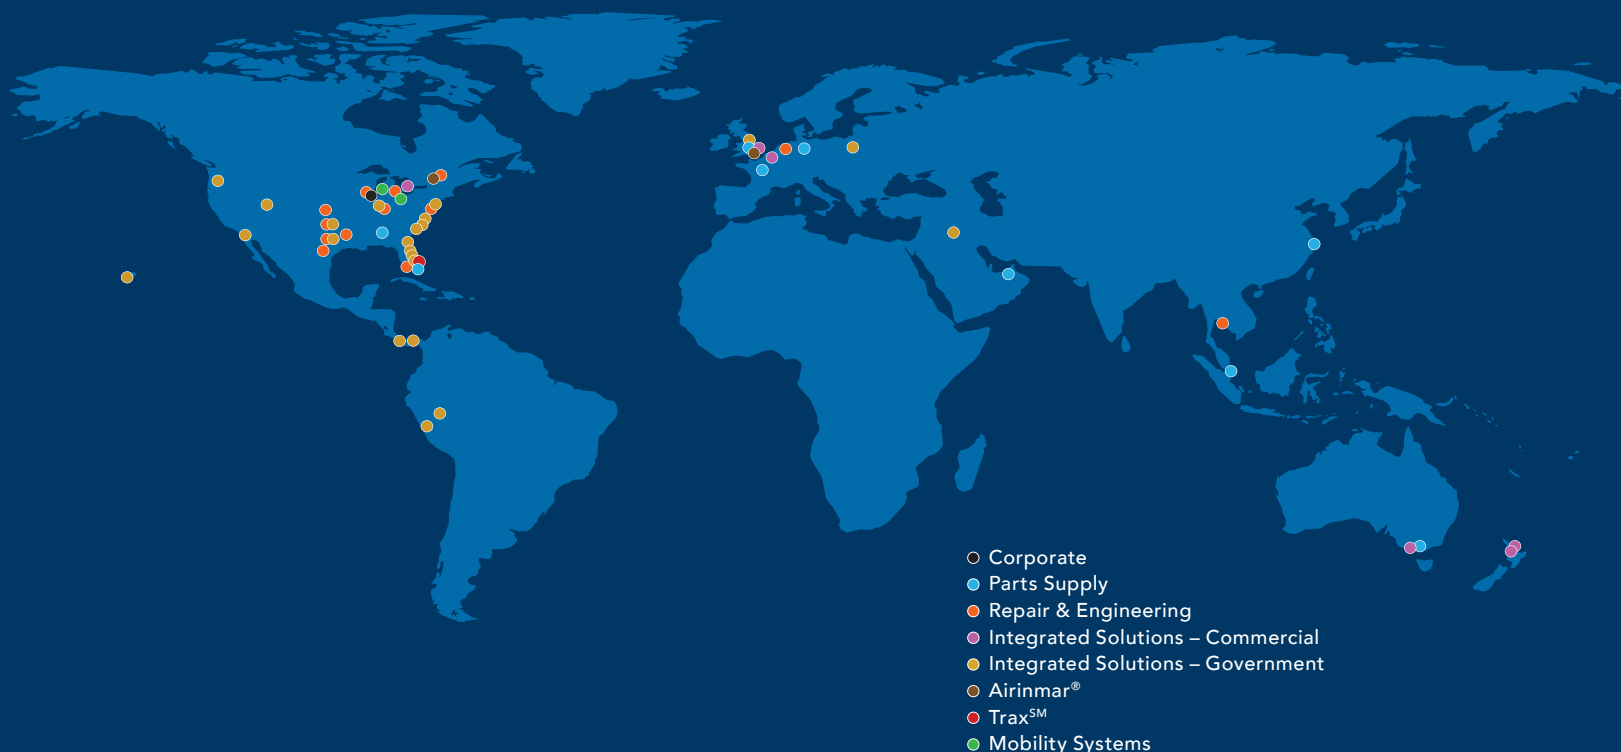 Corporate
Parts Supply
Repair & Engineering
Integrated Solutions – Commercial
Integrated Solutions – Government
Airinmar®
Trax℠
Mobility Systems